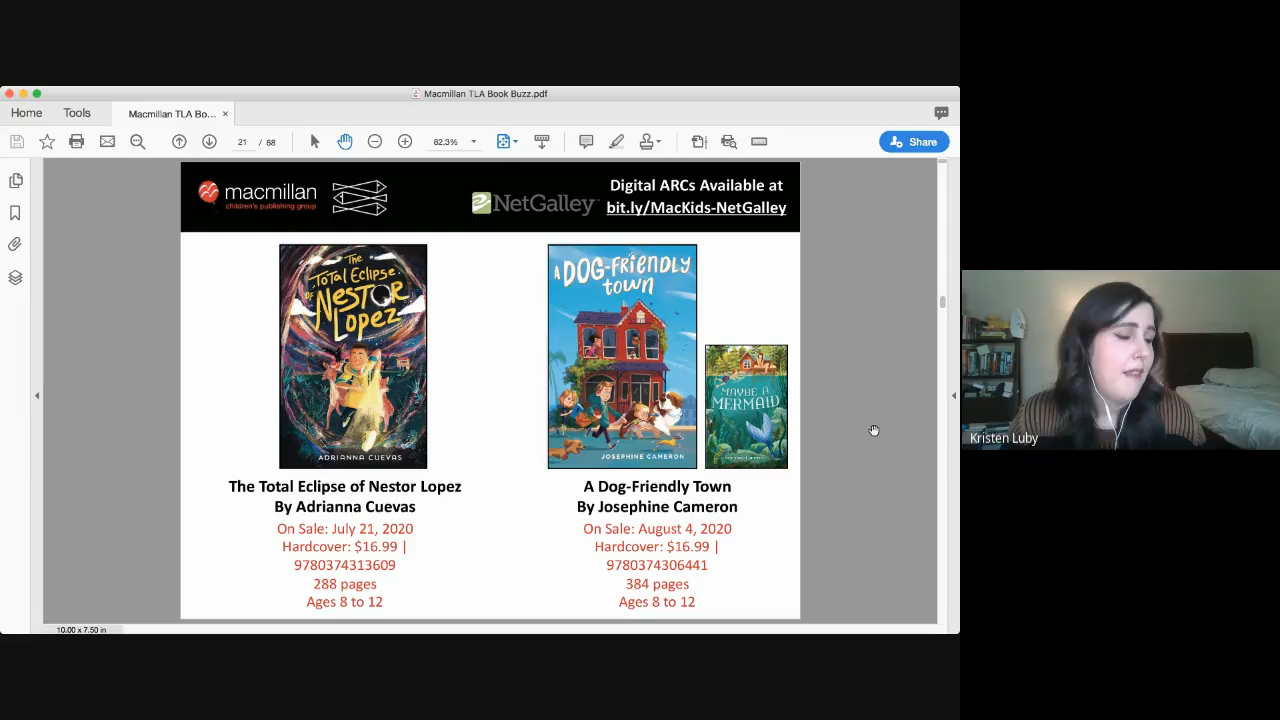 Macmillan TLA Book Buzz.pdf
Home
Tools
Macmillan TLA Bo... ×
21 / 68
82.3%
Share
macmillan
children's publishing group
NetGalley
Digital ARCs Available at
bit.ly/MacKids-NetGalley
The
Total Eclipse
of NESTOR
LOPEZ
ADRIANNA CUEVAS
A DOG-FRIENDLY
TOWN
JOSEPHINE CAMERON
MAYBE A
MERMAID
Josephine Cameron
The Total Eclipse of Nestor Lopez
By Adrianna Cuevas
On Sale: July 21, 2020
Hardcover: $16.99 |
9780374313609
288 pages
Ages 8 to 12
A Dog-Friendly Town
By Josephine Cameron
On Sale: August 4, 2020
Hardcover: $16.99 |
9780374306441
384 pages
Ages 8 to 12
10.00 x 7.50 in
Kristen Luby